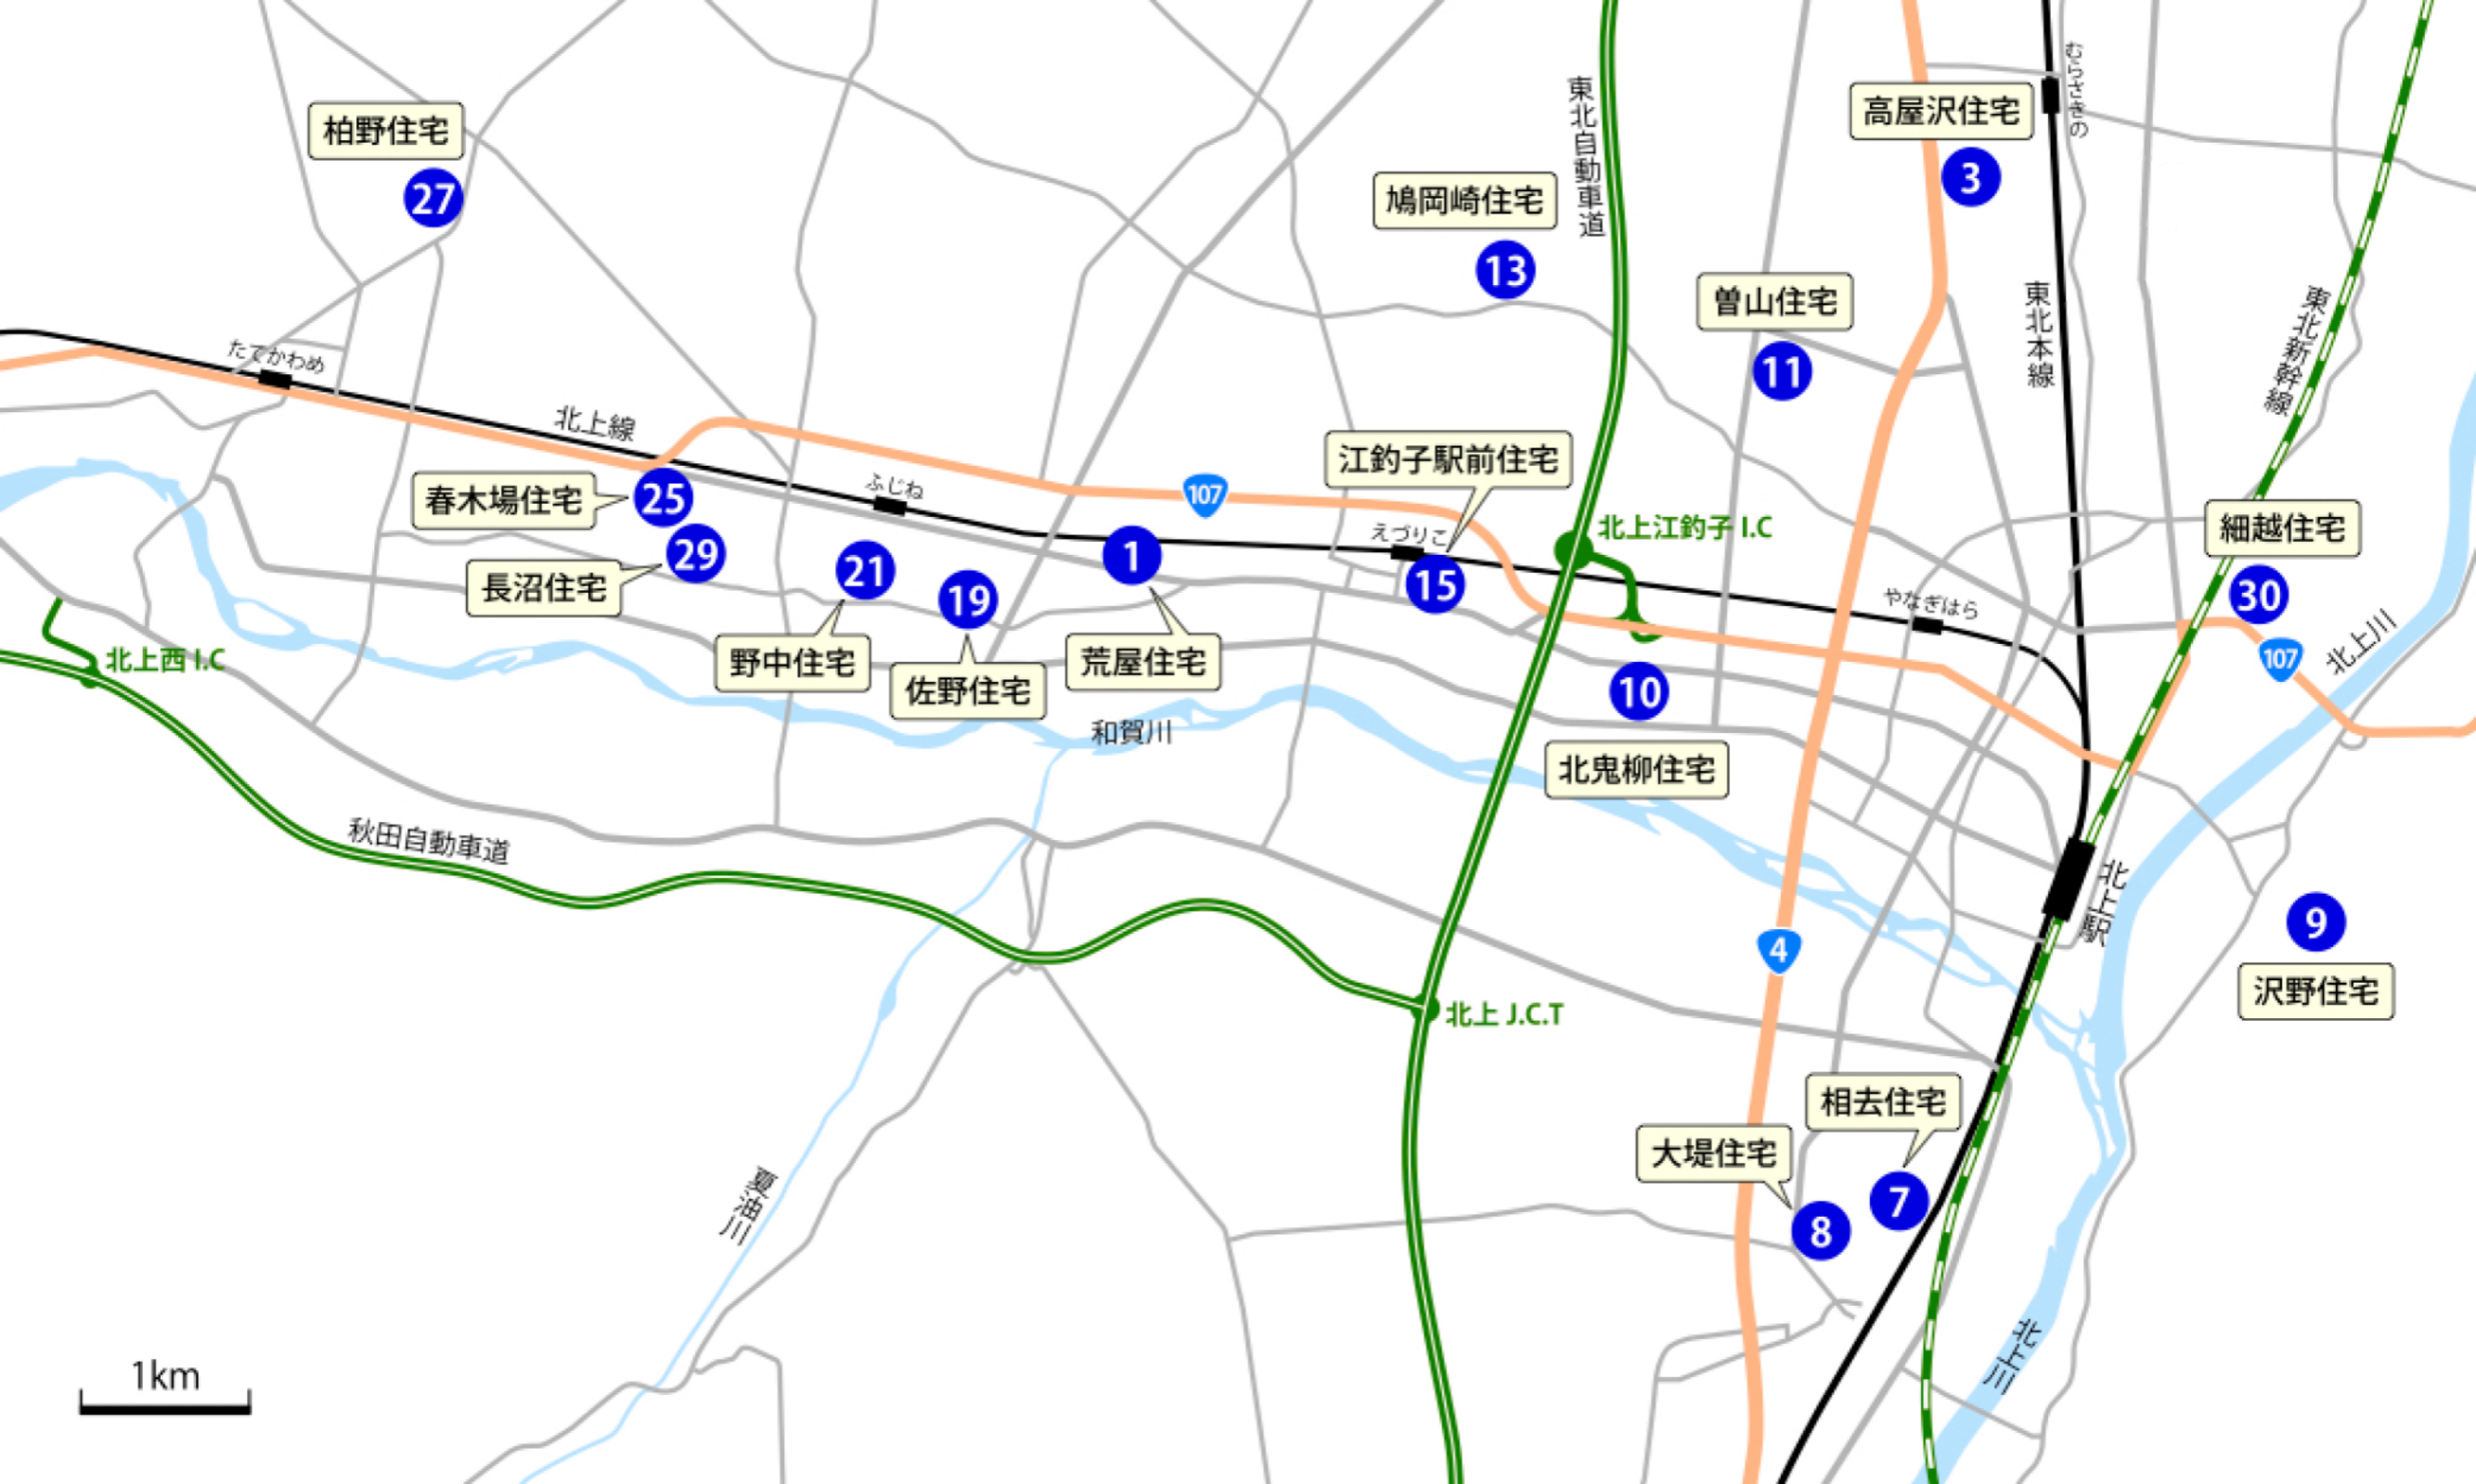 むらさきの
東北自動車道
高屋沢住宅
3
柏野住宅
27
鳩岡崎住宅
13
曽山住宅
11
東北本線
東北新幹線
たてかわめ
北上線
春木場住宅
25
ふじね
107
江釣子駅前住宅
えづりこ
15
北上江釣子 I.C
細越住宅
30
長沼住宅
29
21
野中住宅
19
佐野住宅
1
荒屋住宅
やなぎはら
107
北上川
北上西 I.C
10
北鬼柳住宅
和賀川
秋田自動車道
北上駅
9
沢野住宅
4
北上 J.C.T
相去住宅
7
大堤住宅
8
夏油川
北上川
1km